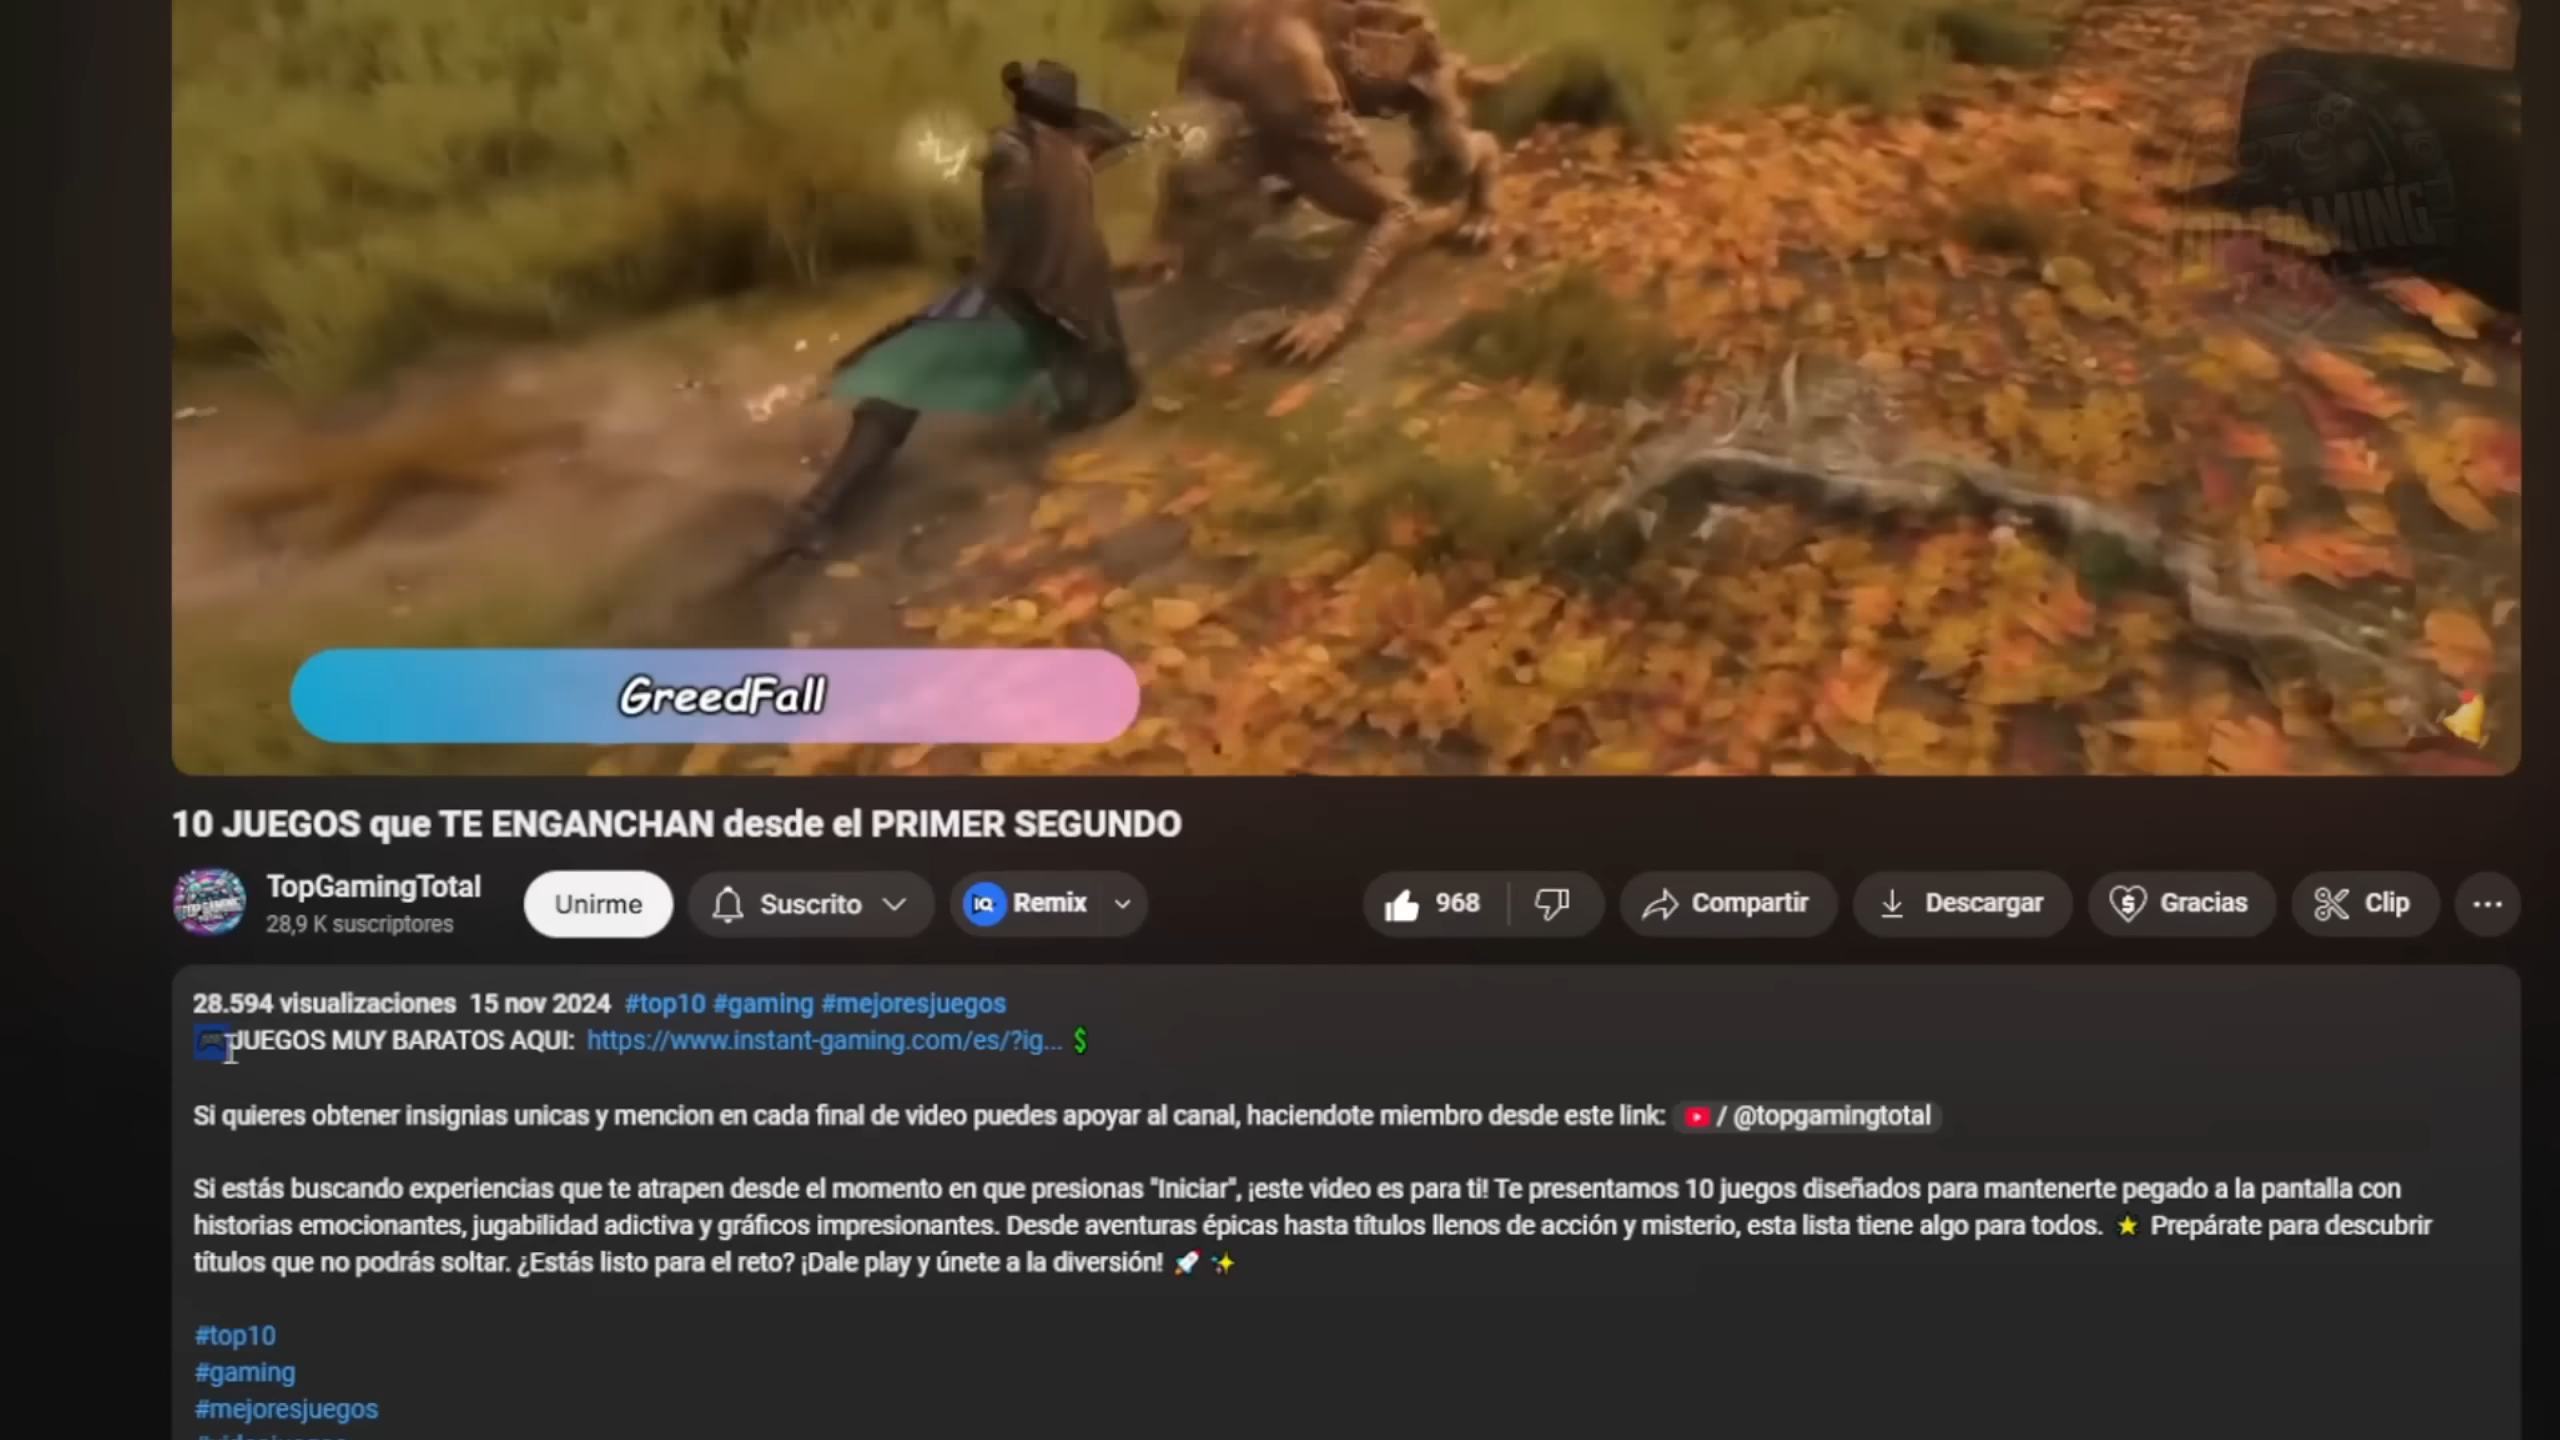 GAMING
GreedFall
10 JUEGOS que TE ENGANCHAN desde el PRIMER SEGUNDO
TopGamingTotal
28,9 K suscriptores
Unirme
Suscrito
IQ
Remix
968
Compartir
Descargar
Gracias
Clip
28.594 visualizaciones 15 nov 2024 #top10 #gaming #mejoresjuegos
🎮JUEGOS MUY BARATOS AQUI: https://www.instant-gaming.com/es/?ig... 💲
Si quieres obtener insignias unicas y mencion en cada final de video puedes apoyar al canal, haciendote miembro desde este link: / @topgamingtotal
Si estás buscando experiencias que te atrapen desde el momento en que presionas "Iniciar", ¡este video es para ti! Te presentamos 10 juegos diseñados para mantenerte pegado a la pantalla con
historias emocionantes, jugabilidad adictiva y gráficos impresionantes. Desde aventuras épicas hasta títulos llenos de acción y misterio, esta lista tiene algo para todos. ⭐ Prepárate para descubrir
títulos que no podrás soltar. ¿Estás listo para el reto? ¡Dale play y únete a la diversión! 🚀✨
#top10
#gaming
#mejoresjuegos